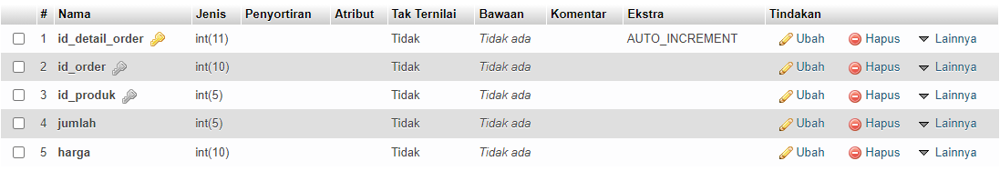 # Nama Jenis Penyortiran Atribut Tak Ternilai Bawaan Komentar Ekstra Tindakan
1 id_detail_order int(11) Tidak Tidak ada AUTO_INCREMENT Ubah Hapus Lainnya
2 id_order int(10) Tidak Tidak ada Ubah Hapus Lainnya
3 id_produk int(5) Tidak Tidak ada Ubah Hapus Lainnya
4 jumlah int(5) Tidak Tidak ada Ubah Hapus Lainnya
5 harga int(10) Tidak Tidak ada Ubah Hapus Lainnya